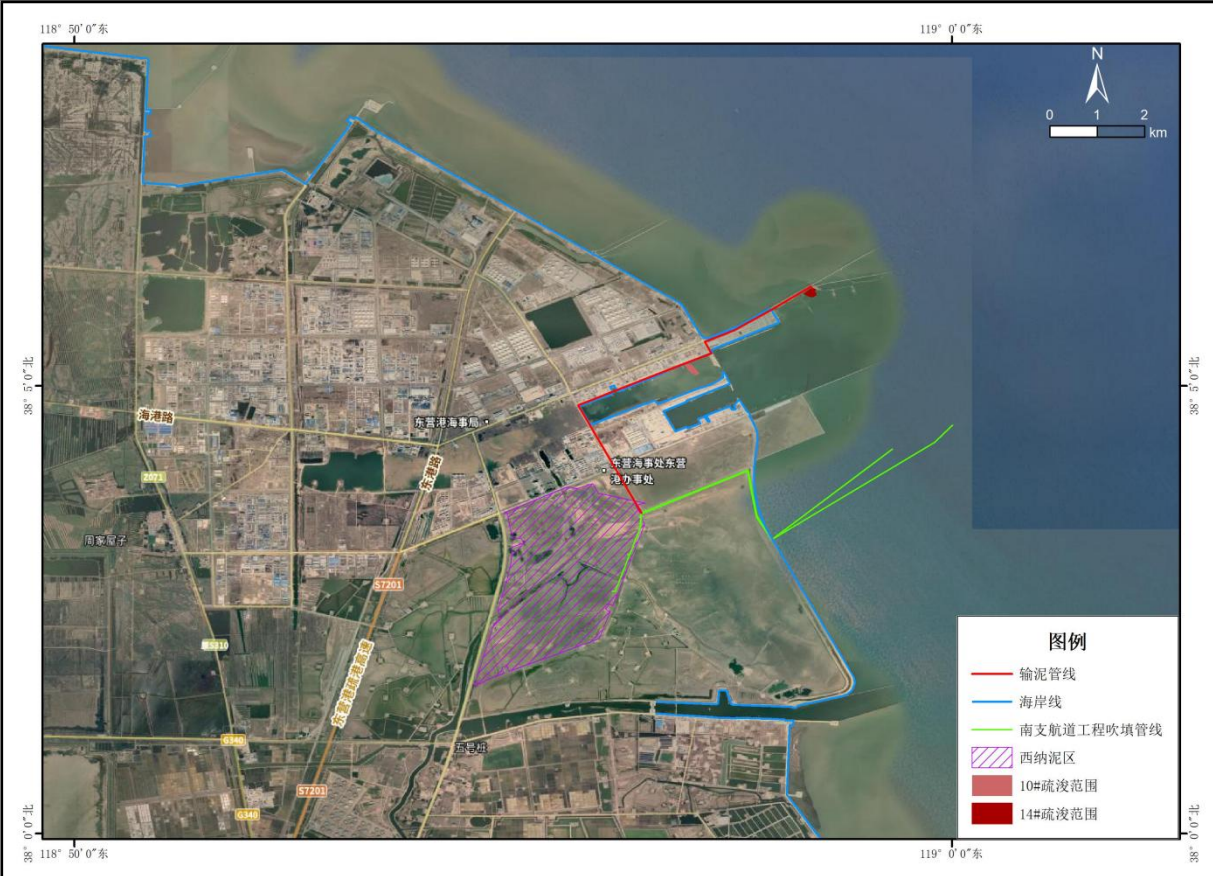 118° 50′ 0″东
119° 0′ 0″东
N
0 1 2
km
38° 5′ 0″北
38° 5′ 0″北
海港路
东营港海事局
东港路
东营海事处东营
港办事处
Z071
周家屋子
S7201
东营港疏港高速
G340
五号桩
S7201
G340
图例
输泥管线
海岸线
南支航道工程吹填管线
西纳泥区
10#疏浚范围
14#疏浚范围
38° 0′ 0″北
38° 0′ 0″北
118° 50′ 0″东
119° 0′ 0″东